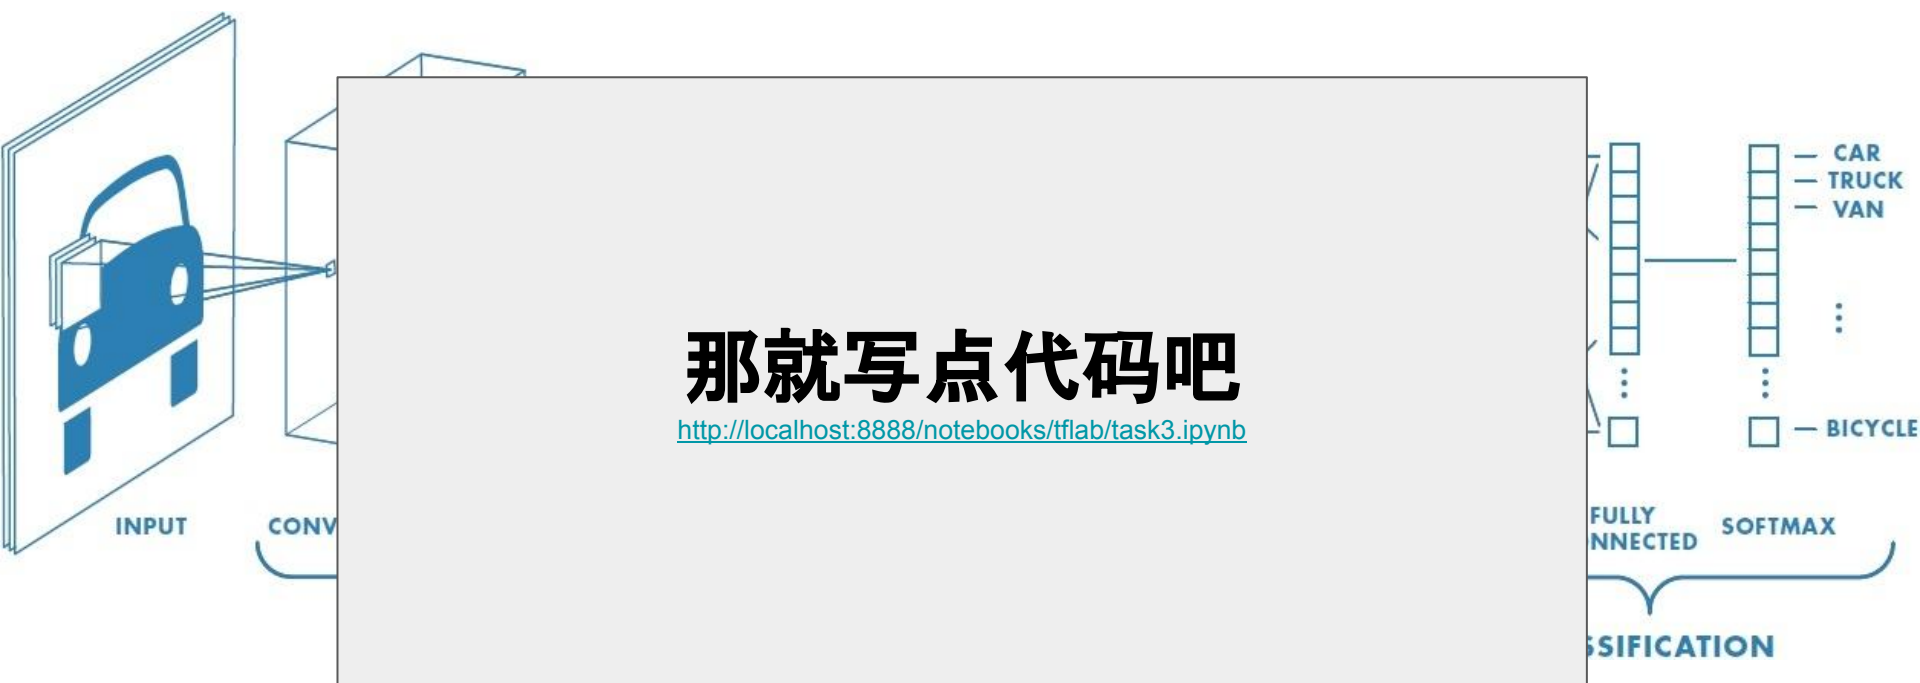 CAR
TRUCK
VAN
那就写点代码吧
http://localhost:8888/notebooks/tflab/task3.ipynb
BICYCLE
INPUT
CONV
FULLY
NNECTED
SOFTMAX
SSIFICATION